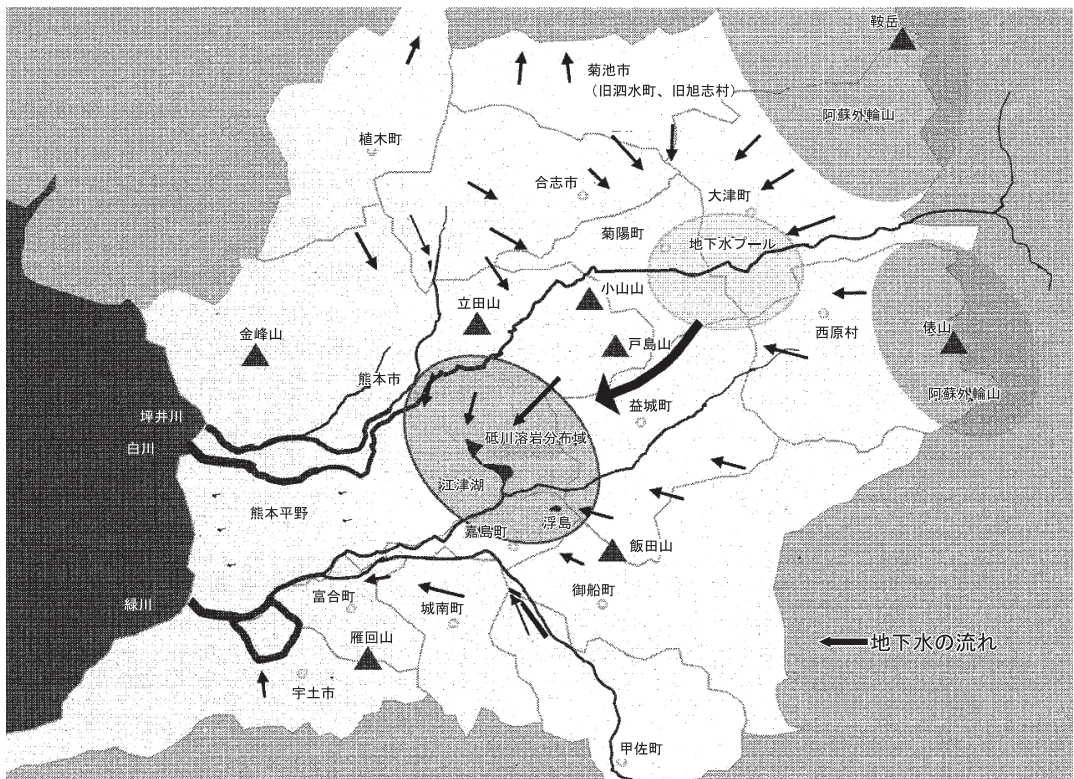 鞍岳
菊池市
（旧泗水町、旧旭志村）
阿蘇外輪山
植木町
合志市
大津町
菊陽町
地下水プール
小山山
立田山
西原村
俵山
金峰山
戸島山
熊本市
阿蘇外輪山
益城町
坪井川
白川
砥川溶岩分布域
江津湖
熊本平野
浮島
嘉島町
飯田山
御船町
富合町
城南町
緑川
雁回山
地下水の流れ
宇土市
甲佐町